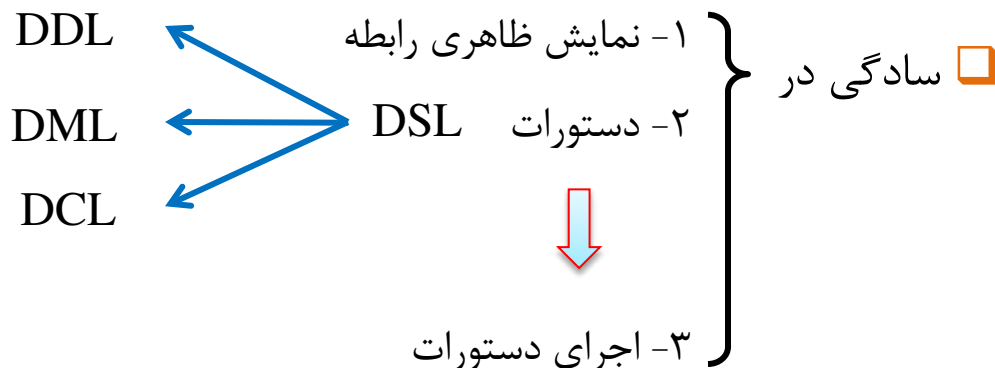 سادگی در
۱- نمایش ظاهری رابطه
۲- دستورات DSL
DDL
DML
DCL
۳- اجرای دستورات